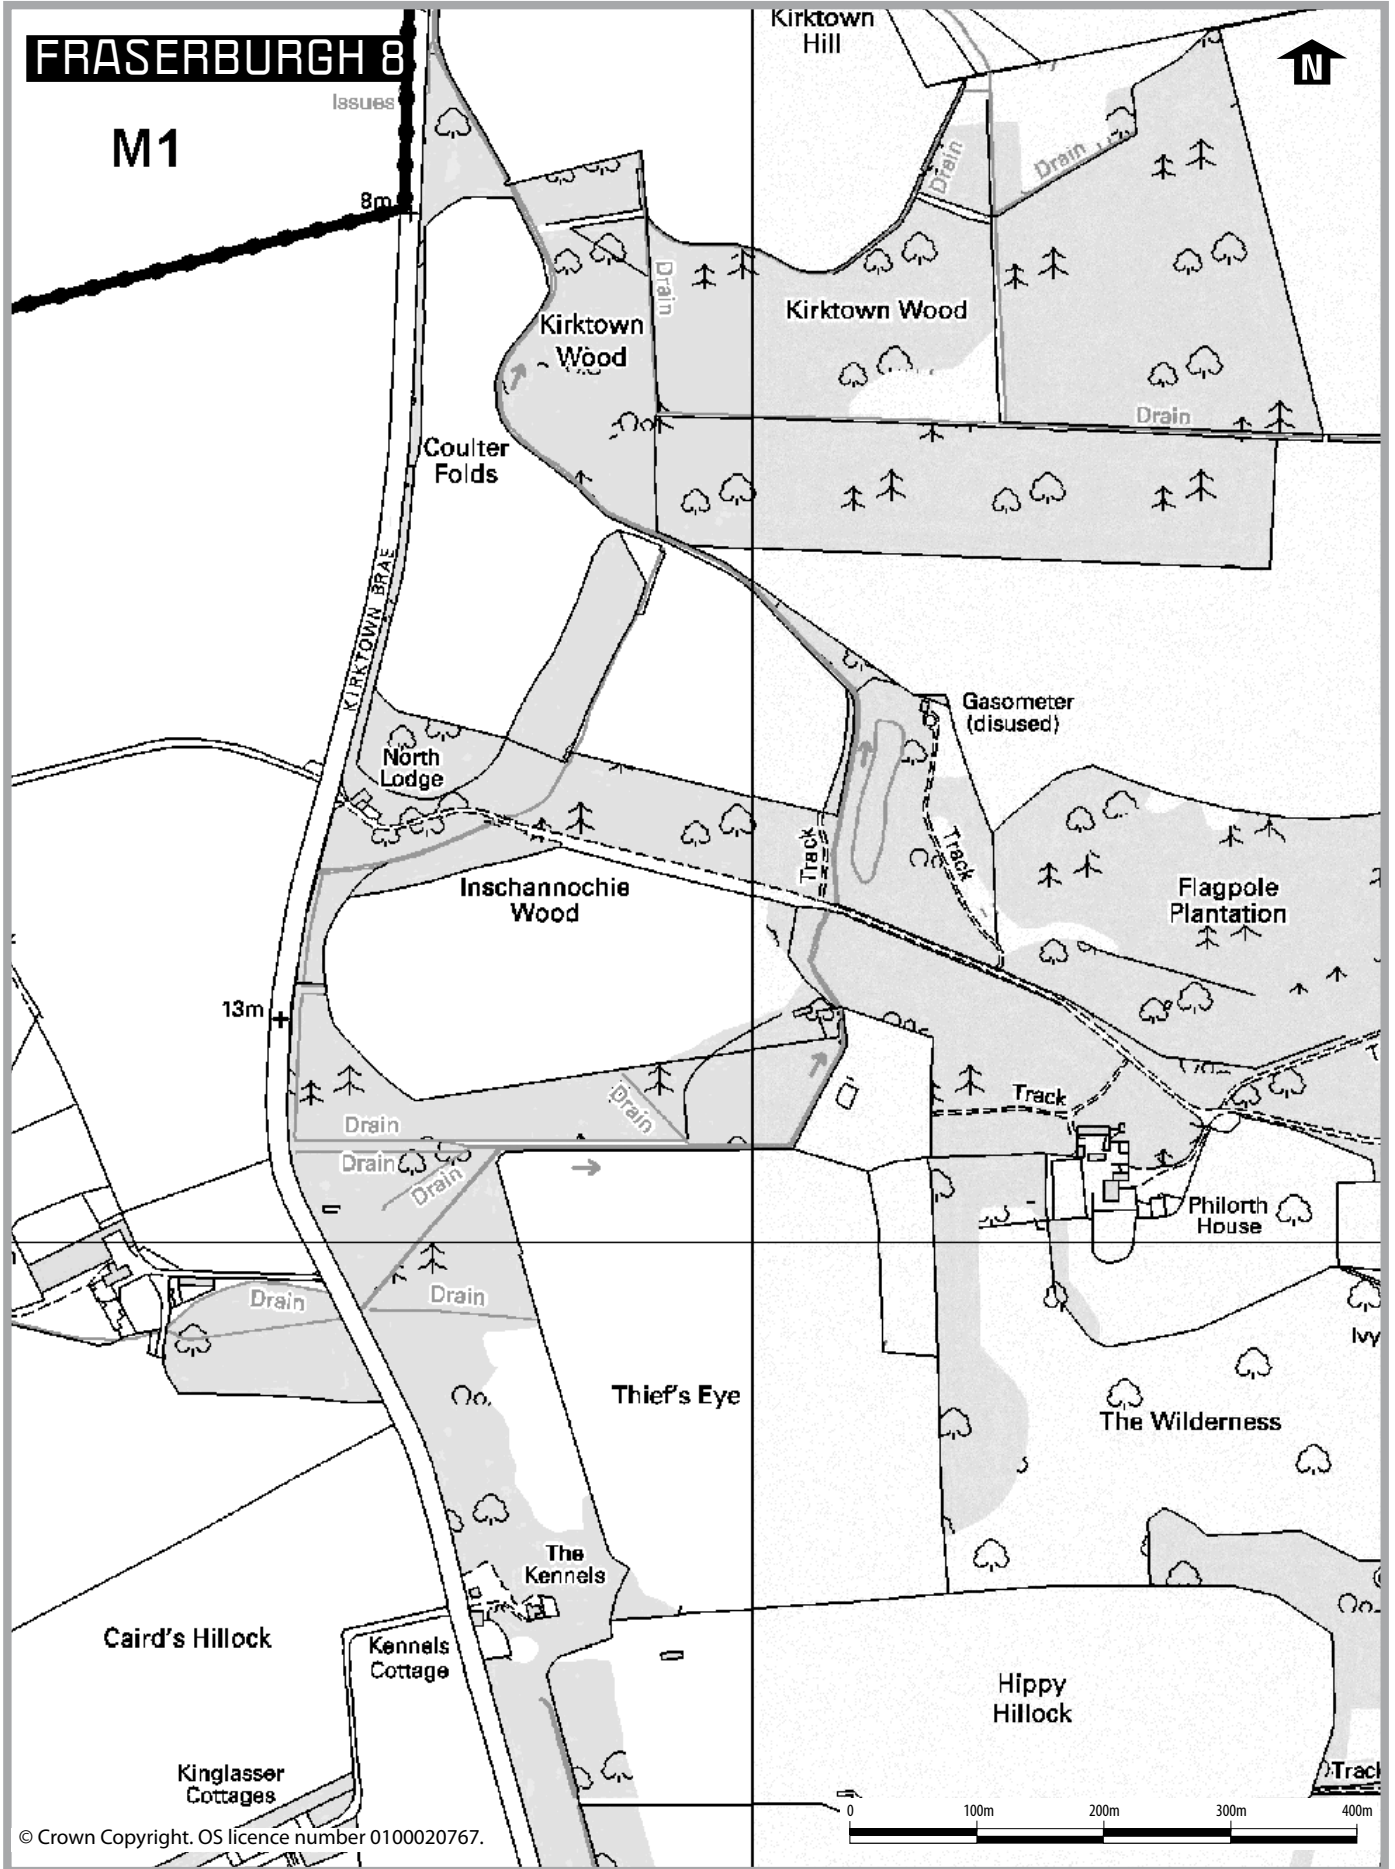 FRASERBURGH 8
Kirktown
Hill
N
Issues
M1
8m
Drain
Drain
Drain
Kirktown
Wood
Kirktown Wood
Drain
Coulter
Folds
KIRKTOWN BRAE
Gasometer
(disused)
North
Lodge
Track
Track
Inschannochie
Wood
Flagpole
Plantation
13m
Track
Drain
Drain
Drain
Drain
Philorth
House
Drain
Drain
Ivy
Thief's Eye
The Wilderness
The
Kennels
Caird's Hillock
Kennels
Cottage
Hippy
Hillock
Kinglasser
Cottages
Track
0 100m 200m 300m 400m
© Crown Copyright. OS licence number 0100020767.